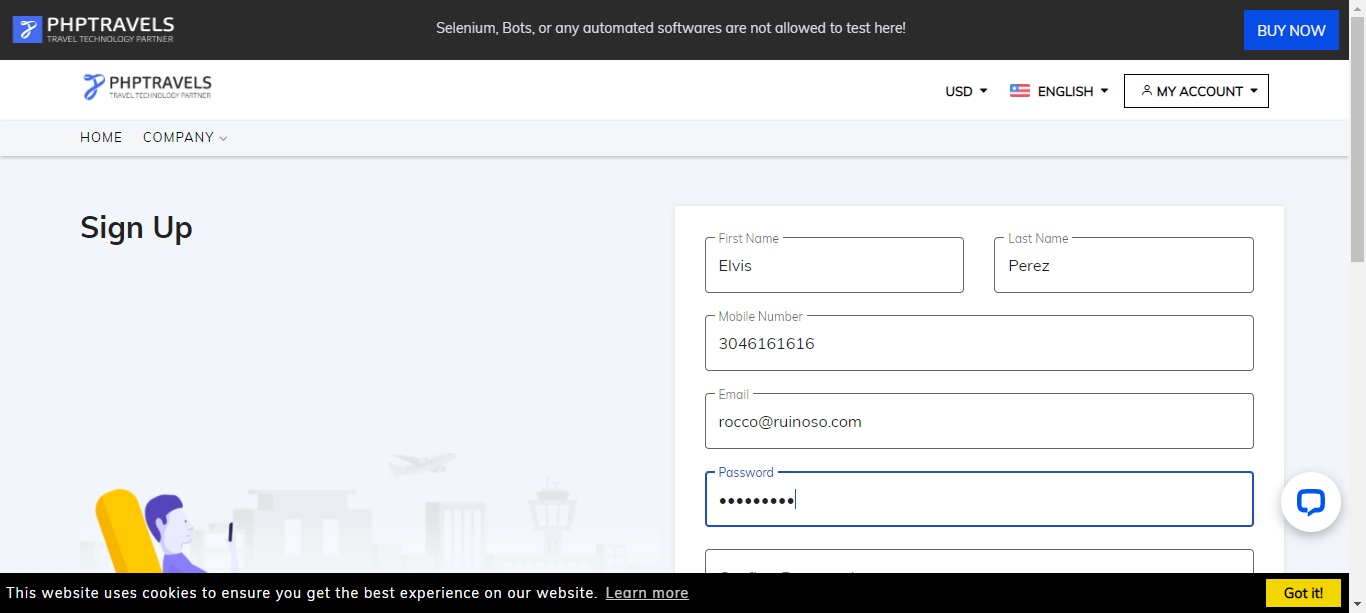 PHPTRAVELS
TRAVEL TECHNOLOGY PARTNER
Selenium, Bots, or any automated softwares are not allowed to test here!
BUY NOW
PHPTRAVELS
TRAVEL TECHNOLOGY PARTNER
USD
ENGLISH
MY ACCOUNT
HOME COMPANY
Sign Up
First Name
Elvis
Last Name
Perez
Mobile Number
3046161616
Email
rocco@ruinoso.com
Password
•••••••••
This website uses cookies to ensure you get the best experience on our website. Learn more
Got it!